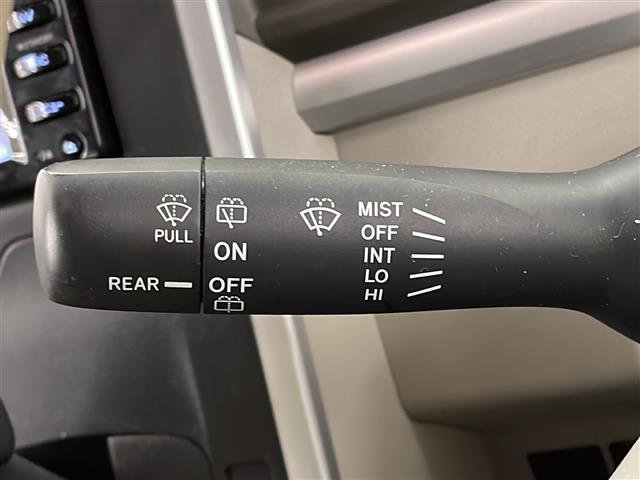 PULL
REAR
ON
OFF
MIST
OFF
INT
LO
HI